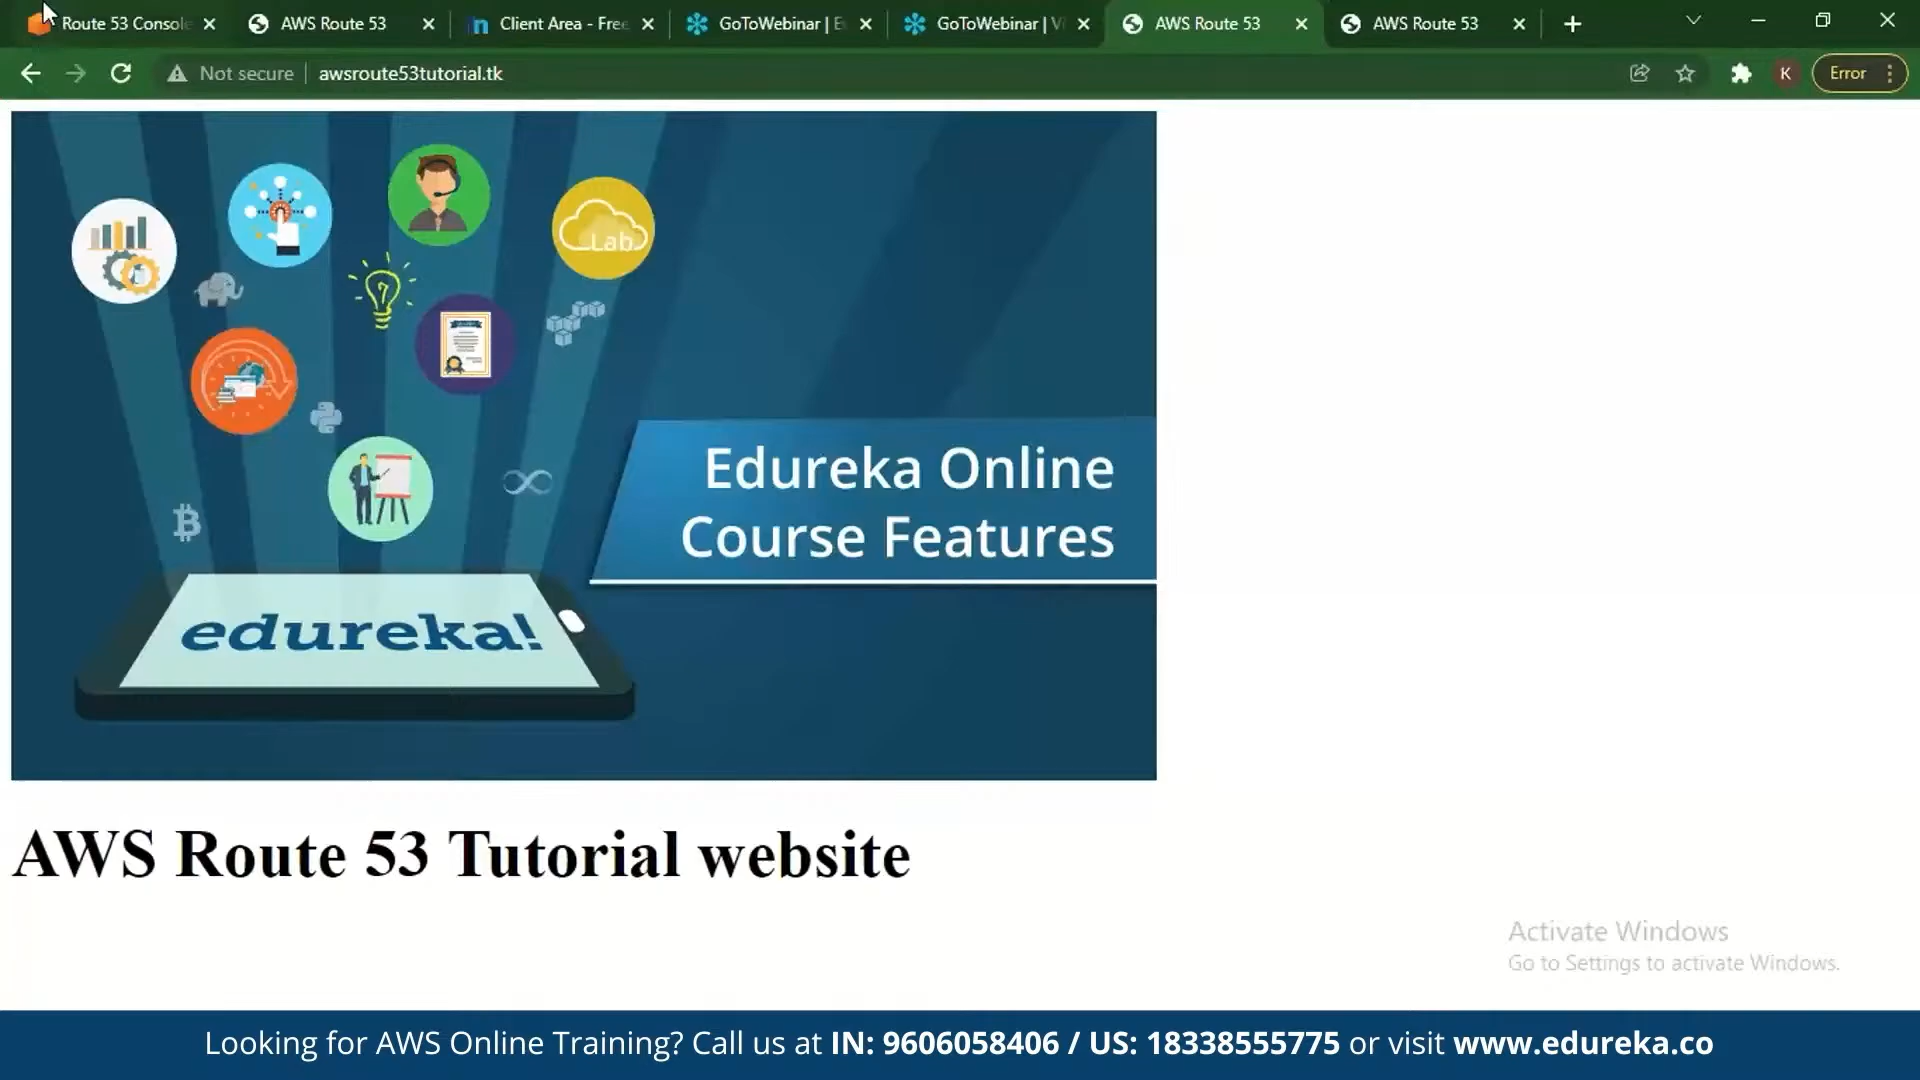 Route 53 Console
AWS Route 53
Client Area - Free
GoToWebinar |
GoToWebinar |
AWS Route 53
AWS Route 53
Not secure
awsroute53tutorial.tk
K
Error
Lab
Edureka Online
Course Features
edureka!
AWS Route 53 Tutorial website
Activate Windows
Go to Settings to activate Windows.
Looking for AWS Online Training? Call us at IN: 9606058406 / US: 18338555775 or visit www.edureka.co